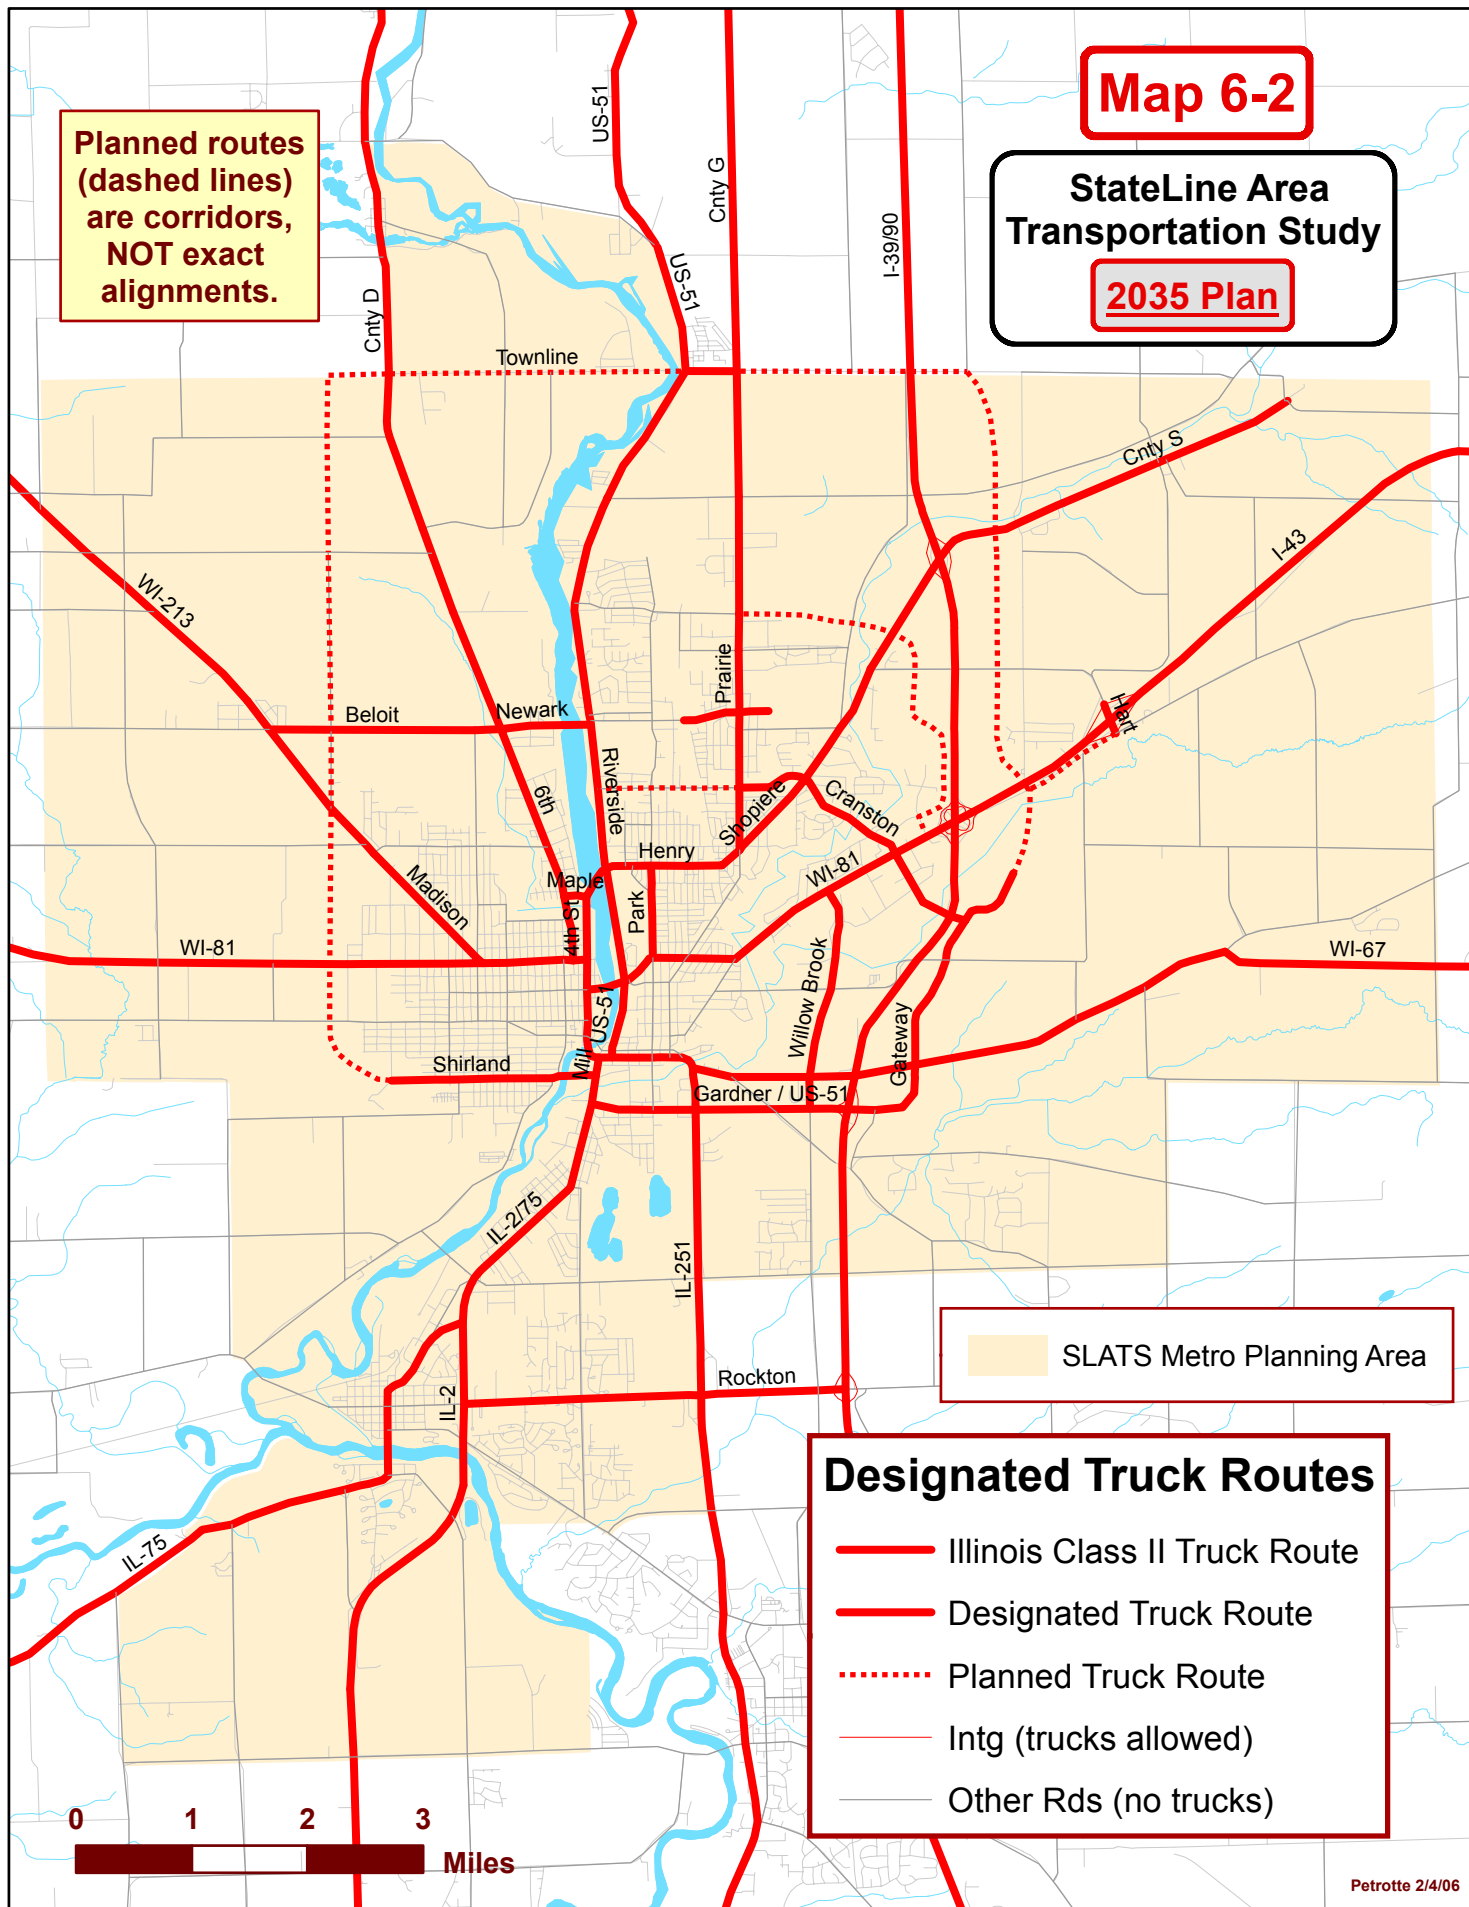 Map 6-2
StateLine Area
Transportation Study
2035 Plan
Planned routes
(dashed lines)
are corridors,
NOT exact
alignments.
US-51
Cnty G
I-39/90
US-51
Cnty D
Townline
Cnty S
I-43
WI-213
Prairie
Hart
Beloit
Newark
Riverside
6th
Shopiere
Cranston
Henry
WI-81
Maple
Madison
Park
4th St
WI-81
WI-67
Willow Brook
US-51
Gateway
Mill
Shirland
Gardner / US-51
IL-2/75
IL-251
SLATS Metro Planning Area
Rockton
IL-2
IL-75
Designated Truck Routes
Illinois Class II Truck Route
Designated Truck Route
Planned Truck Route
Intg (trucks allowed)
Other Rds (no trucks)
0 1 2 3
Miles
Petrotte 2/4/06